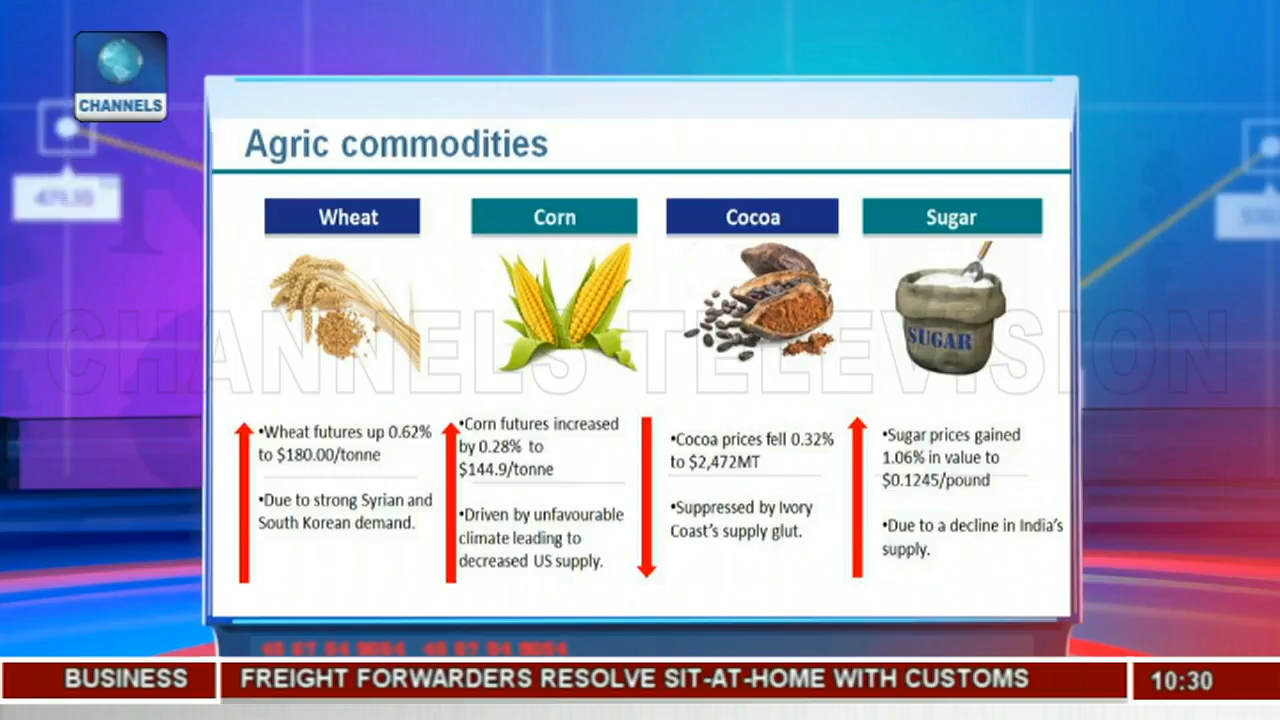 CHANNELS
Agric commodities
Wheat
Corn
Cocoa
Sugar
SUGAR
CHANNELS TELEVISION
•Wheat futures up 0.62%
to $180.00/tonne
•Due to strong Syrian and
South Korean demand.
•Corn futures increased
by 0.28% to
$144.9/tonne
•Driven by unfavourable
climate leading to
decreased US supply.
•Cocoa prices fell 0.32%
to $2,472MT
•Suppressed by Ivory
Coast's supply glut.
•Sugar prices gained
1.06% in value to
$0.1245/pound
•Due to a decline in India's
supply.
BUSINESS
FREIGHT FORWARDERS RESOLVE SIT-AT-HOME WITH CUSTOMS
10:30